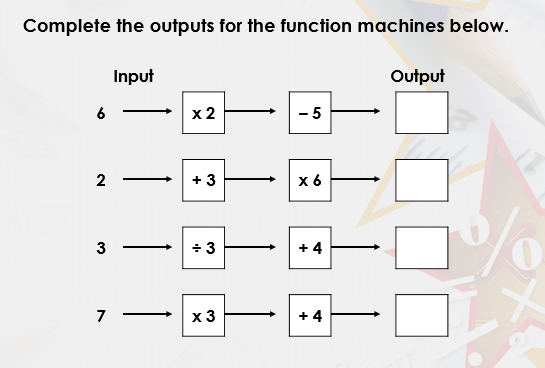 Complete the outputs for the function machines below.
Input Output
6 x 2 – 5
2 + 3 x 6
3 ÷ 3 + 4
7 x 3 + 4